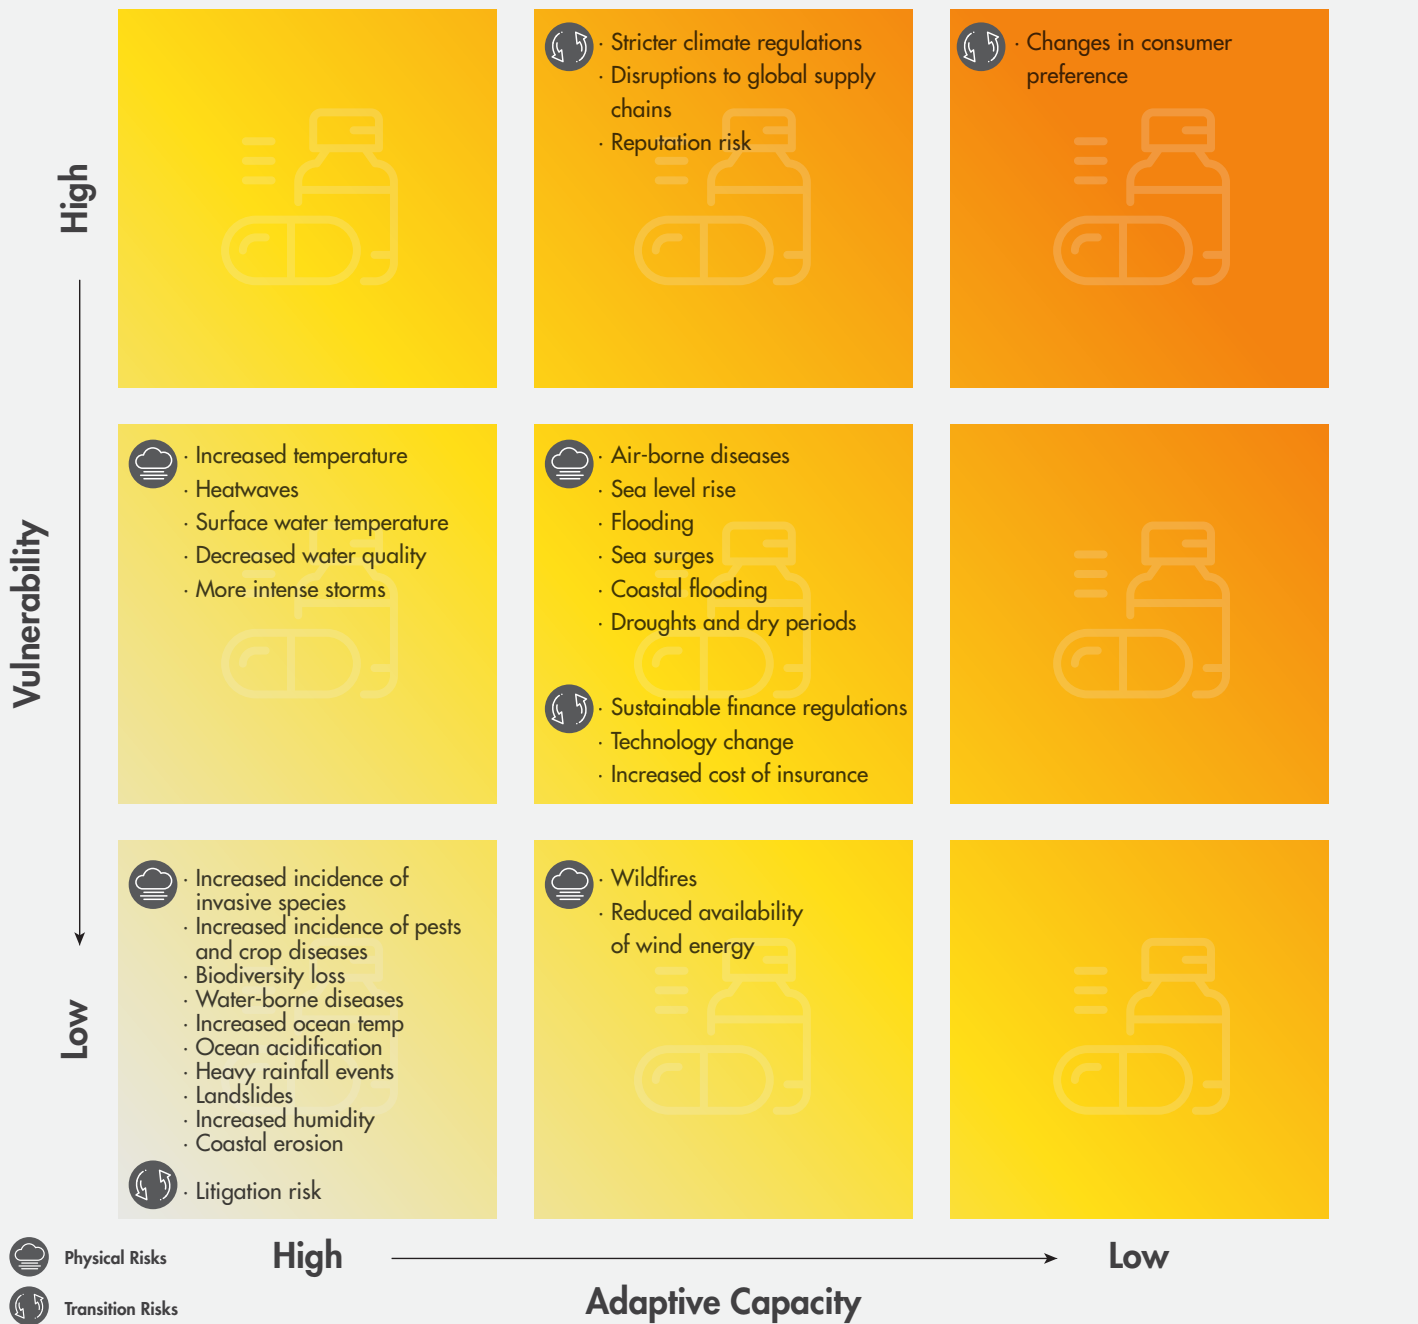 · Stricter climate regulations
· Disruptions to global supply
chains
· Reputation risk
· Changes in consumer
preference
High
· Increased temperature
· Heatwaves
· Surface water temperature
· Decreased water quality
· More intense storms
· Air-borne diseases
· Sea level rise
· Flooding
· Sea surges
· Coastal flooding
· Droughts and dry periods
· Sustainable finance regulations
· Technology change
· Increased cost of insurance
Vulnerability
· Increased incidence of
invasive species
· Increased incidence of pests
and crop diseases
· Biodiversity loss
· Water-borne diseases
· Increased ocean temp
· Ocean acidification
· Heavy rainfall events
· Landslides
· Increased humidity
· Coastal erosion
· Litigation risk
· Wildfires
· Reduced availability
of wind energy
Low
Physical Risks
Transition Risks
High
Low
Adaptive Capacity